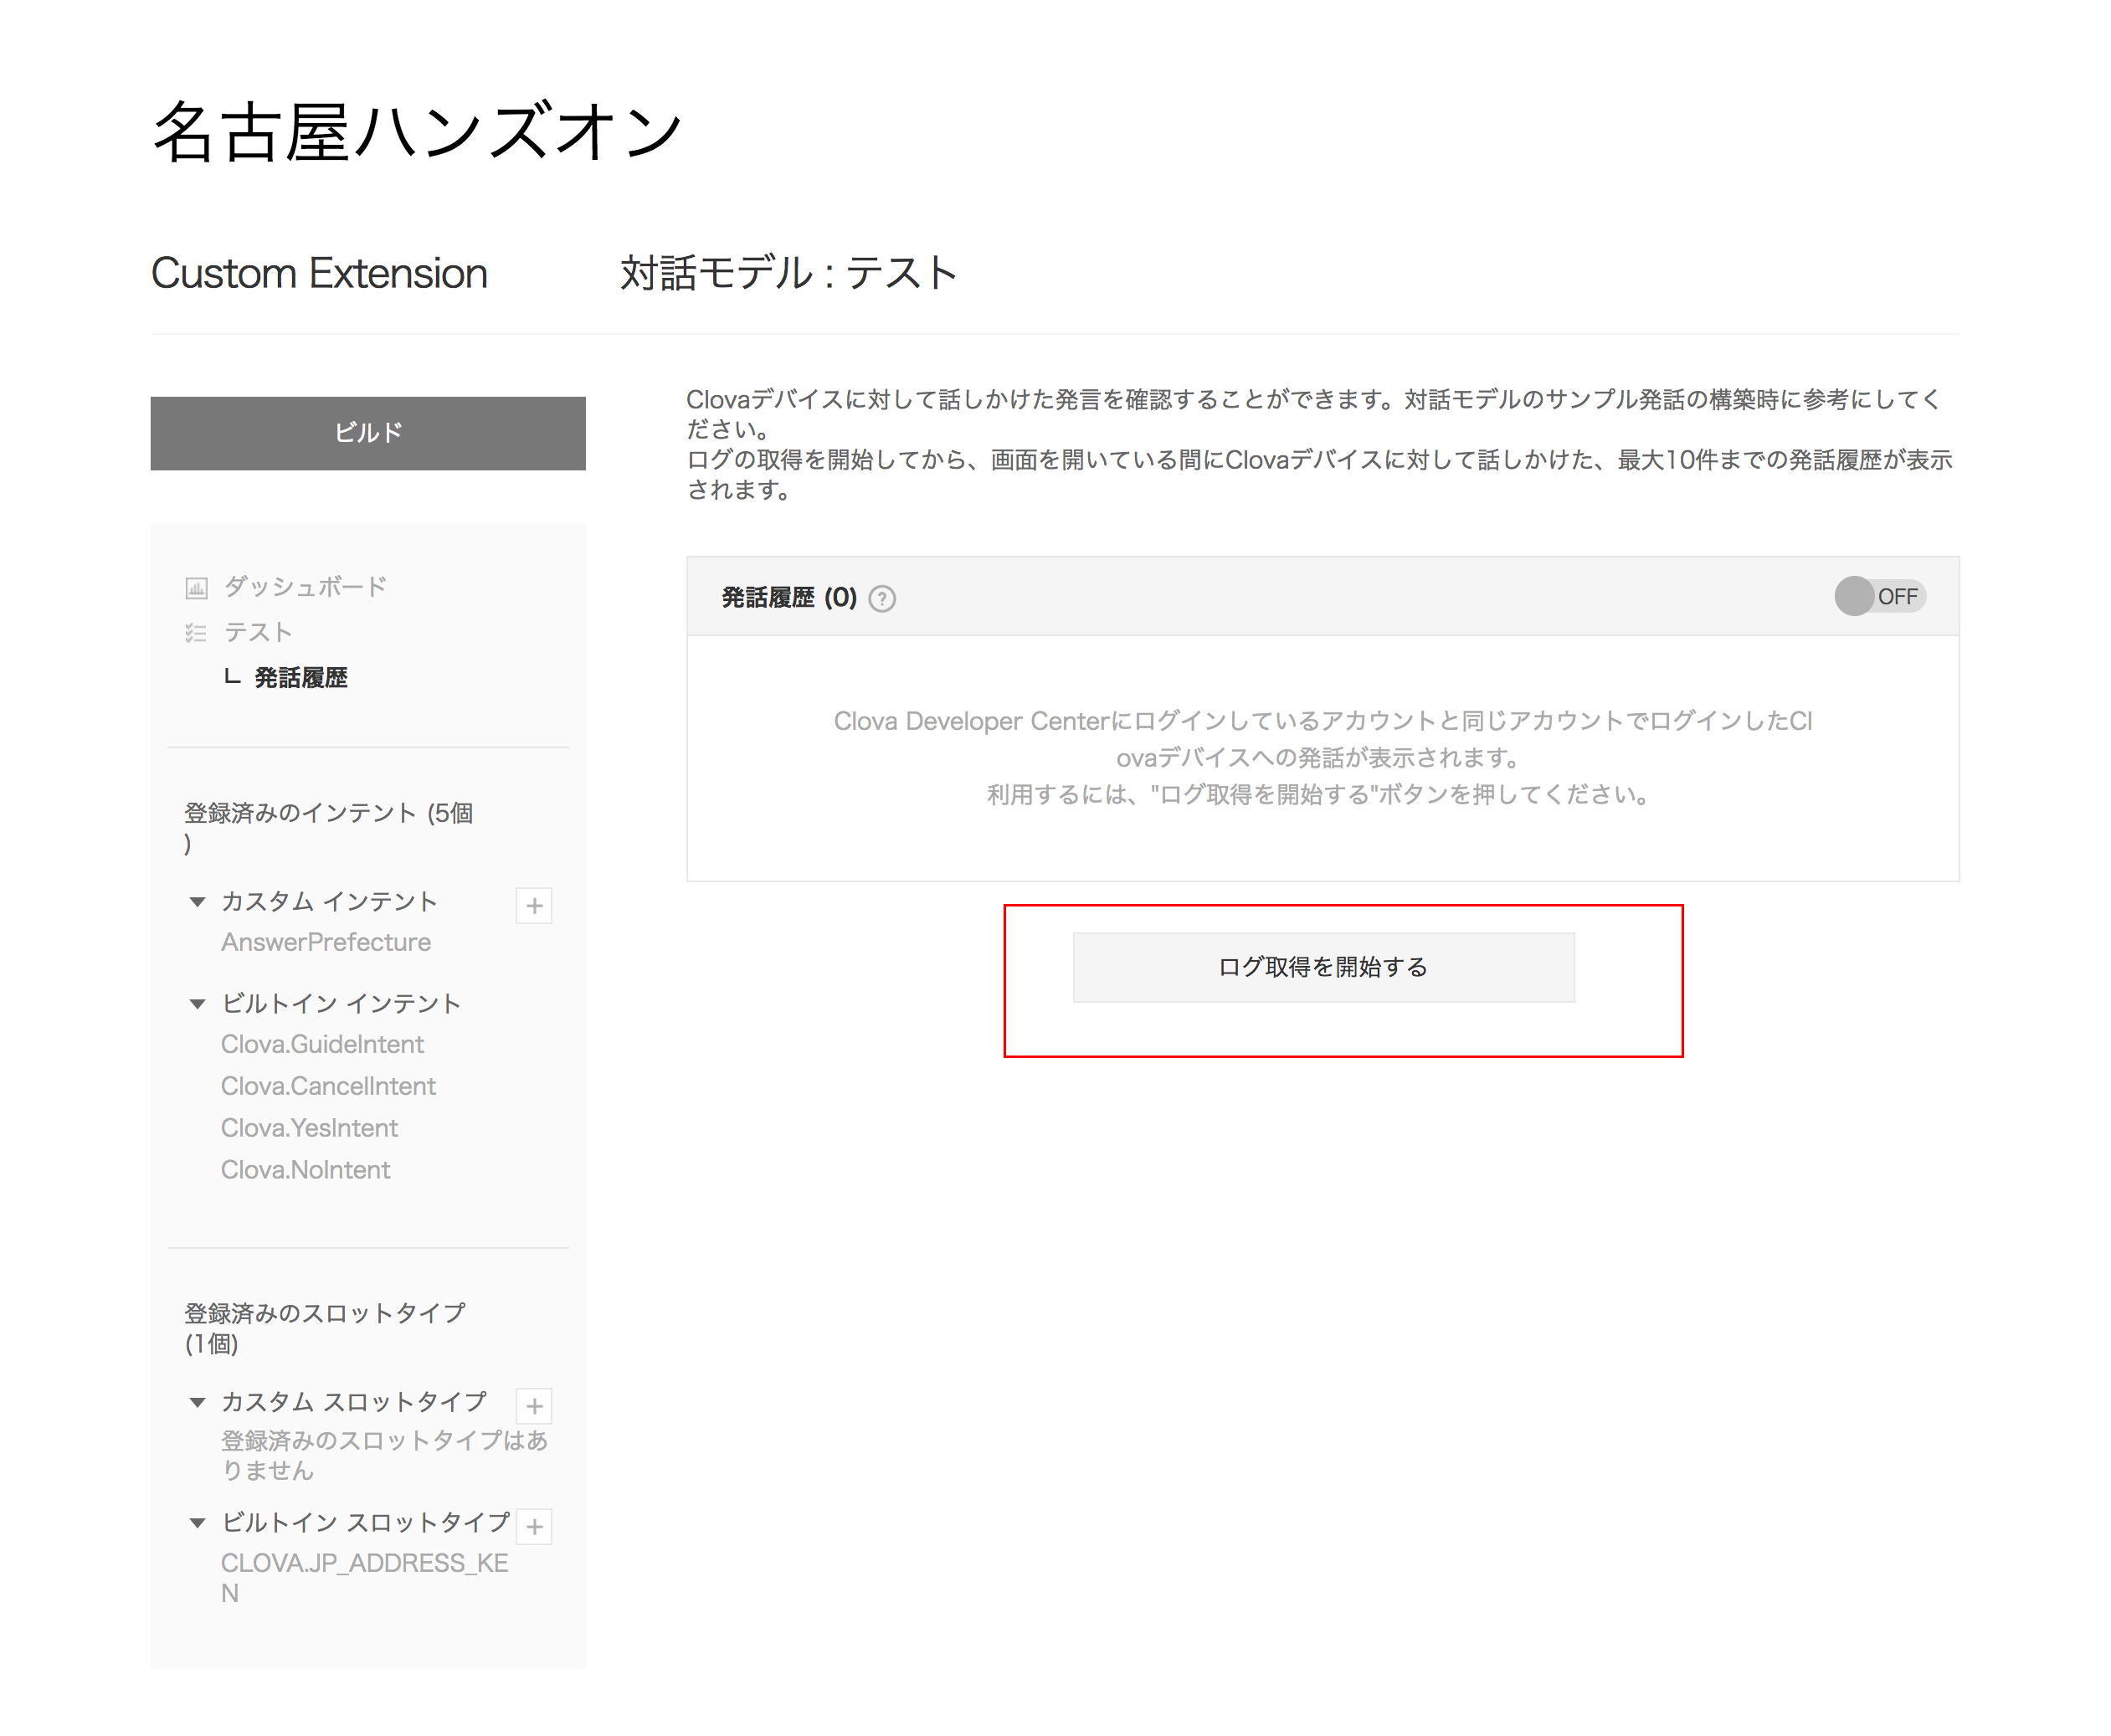 名古屋ハンズオン
Custom Extension
対話モデル : テスト
ビルド
ダッシュボード
テスト
発話履歴
登録済みのインテント (5個
)
カスタム インテント
AnswerPrefecture
ビルトイン インテント
Clova.GuideIntent
Clova.CancelIntent
Clova.YesIntent
Clova.NoIntent
登録済みのスロットタイプ
(1個)
カスタム スロットタイプ
登録済みのスロットタイプはあ
りません
ビルトイン スロットタイプ
CLOVA.JP_ADDRESS_KE
N
Clovaデバイスに対して話しかけた発言を確認することができます。対話モデルのサンプル発話の構築時に参考にしてく
ださい。
ログの取得を開始してから、画面を開いている間にClovaデバイスに対して話しかけた、最大10件までの発話履歴が表示
されます。
発話履歴 (0) ?
OFF
Clova Developer Centerにログインしているアカウントと同じアカウントでログインしたCl
ovaデバイスへの発話が表示されます。
利用するには、"ログ取得を開始する"ボタンを押してください。
ログ取得を開始する